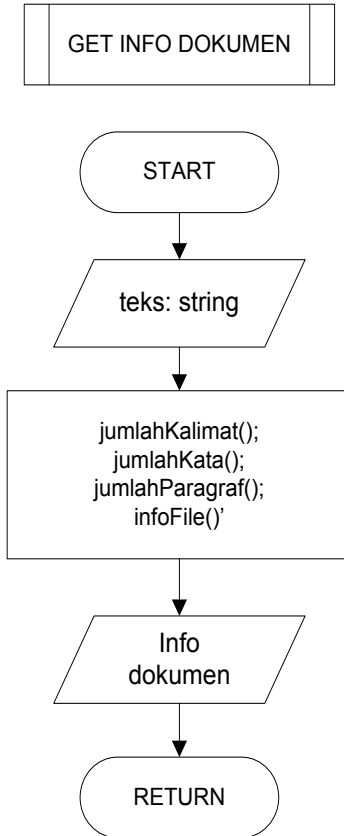 GET INFO DOKUMEN
START
teks: string
jumlahKalimat();
jumlahKata();
jumlahParagraf();
infoFile()’
Info
dokumen
RETURN